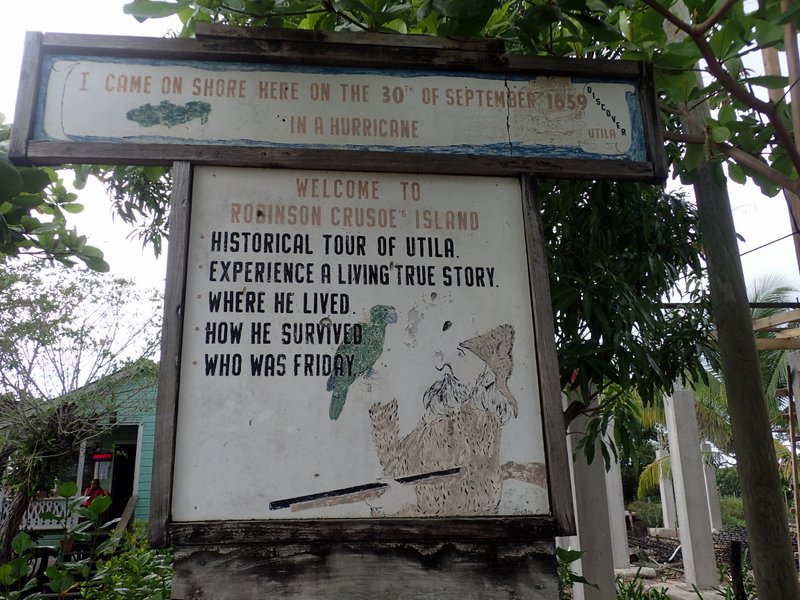 I CAME ON SHORE HERE ON THE 30TH OF SEPTEMBER 1659
IN A HURRICANE
DISCOVER
UTILA
WELCOME TO
ROBINSON CRUSOE'S ISLAND
HISTORICAL TOUR OF UTILA.
EXPERIENCE A LIVING TRUE STORY.
WHERE HE LIVED.
HOW HE SURVIVED
WHO WAS FRIDAY.